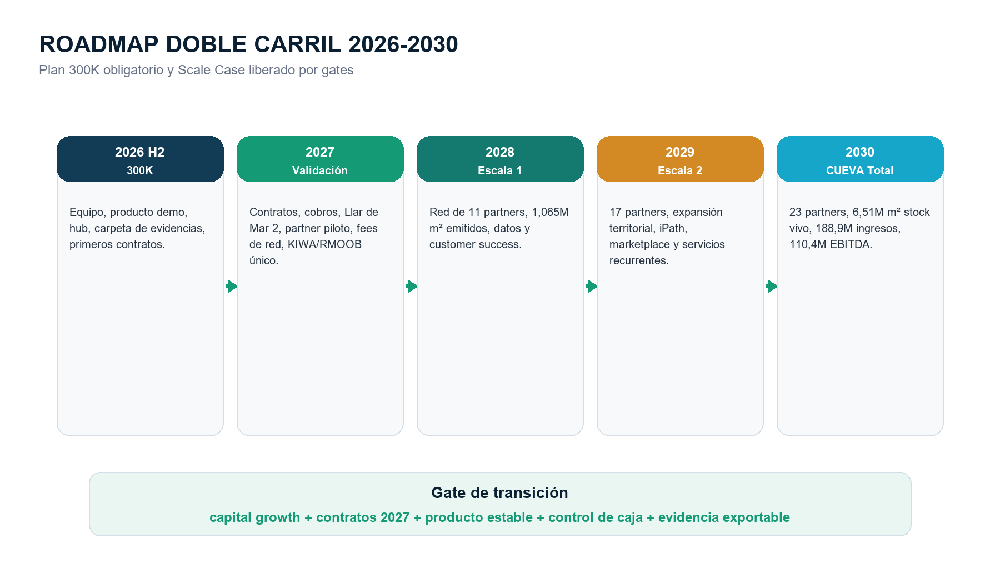 ROADMAP DOBLE CARRIL 2026-2030
Plan 300K obligatorio y Scale Case liberado por gates
2026 H2
300K
Equipo, producto demo,
hub, carpeta de evidencias,
primeros contratos.
2027
Validación
Contratos, cobros, Llar de
Mar 2, partner piloto, fees
de red, KIWA/RMOOB
único.
2028
Escala 1
Red de 11 partners, 1,065M
m² emitidos, datos y
customer success.
2029
Escala 2
17 partners, expansión
territorial, iPath,
marketplace y servicios
recurrentes.
2030
CUEVA Total
23 partners, 6,51M m² stock
vivo, 188,9M ingresos,
110,4M EBITDA.
Gate de transición
capital growth + contratos 2027 + producto estable + control de caja + evidencia exportable